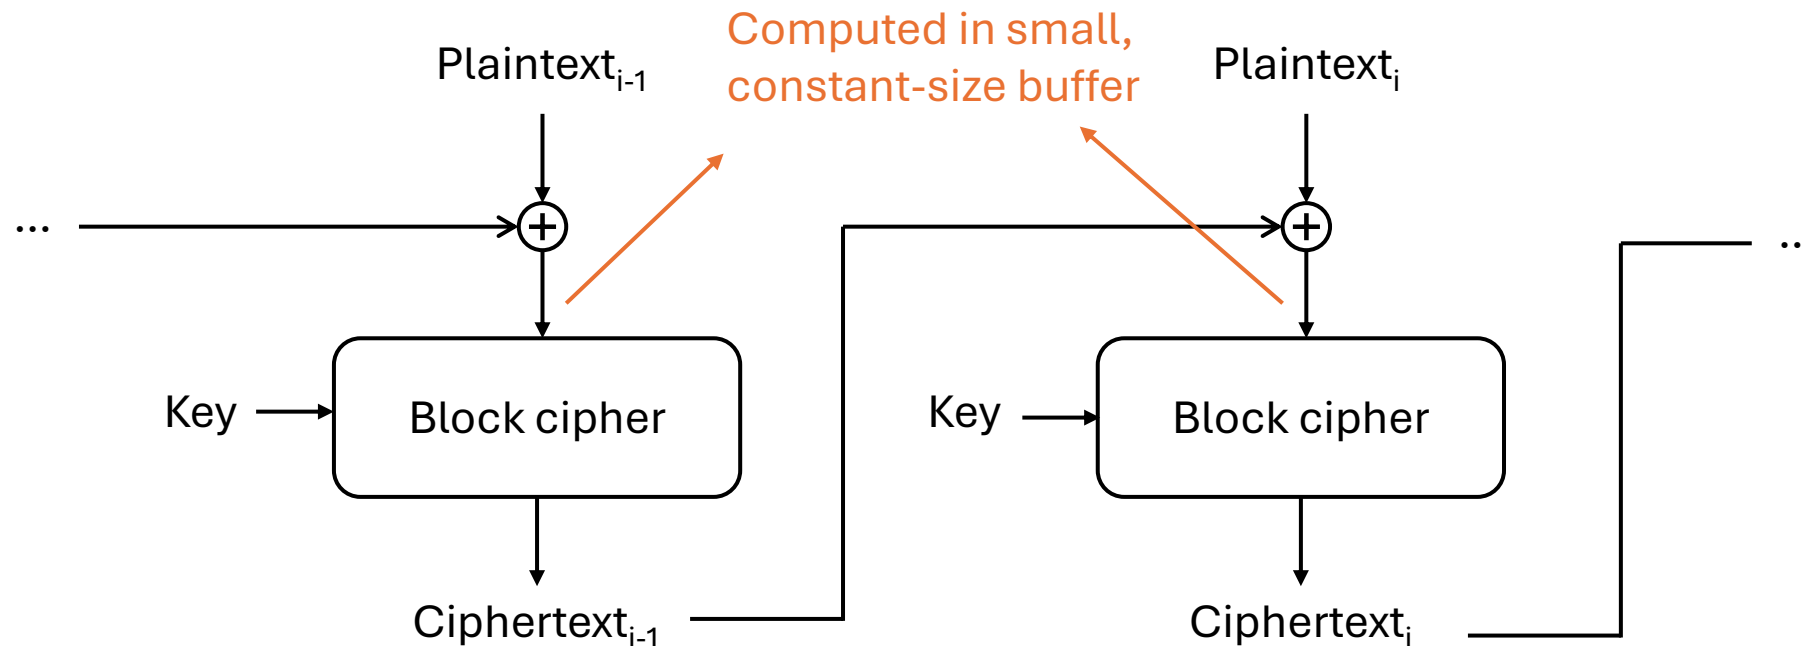 Computed in small,
constant-size buffer
Plaintextᵢ₋₁
Plaintextᵢ
...
..
Key
Block cipher
Key
Block cipher
Ciphertextᵢ₋₁
Ciphertextᵢ